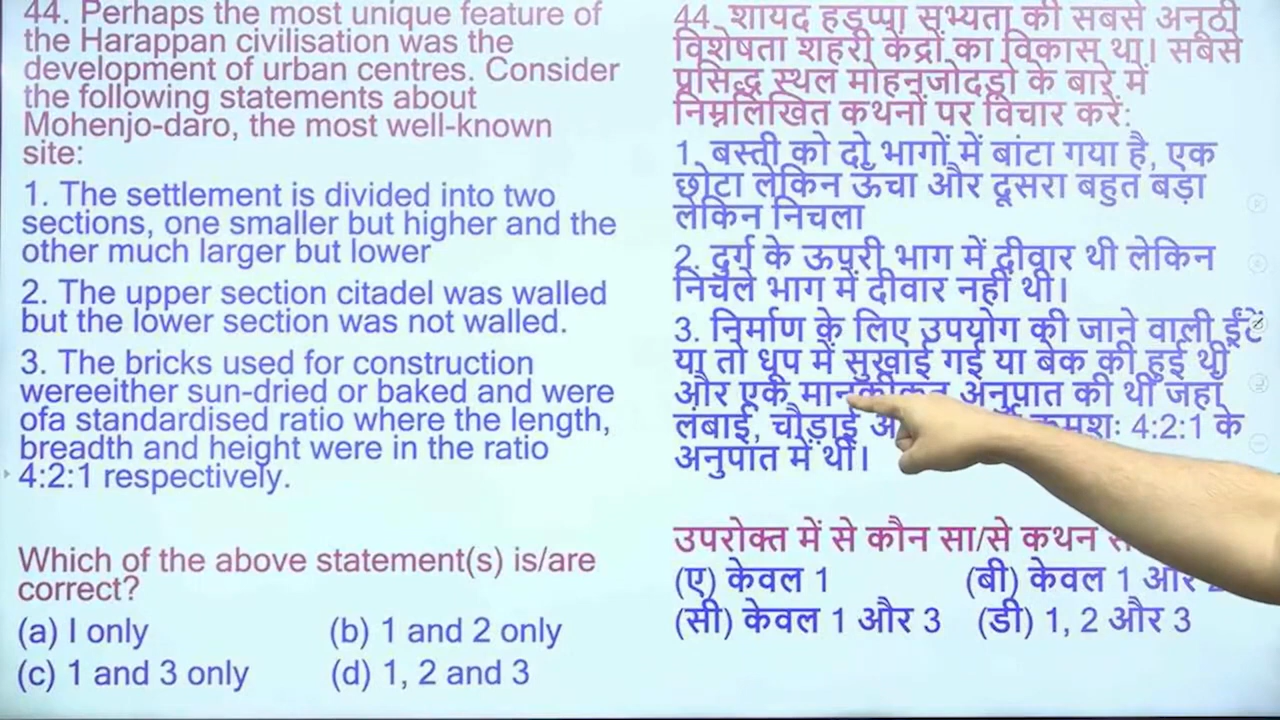 44. Perhaps the most unique feature of
the Harappan civilisation was the
development of urban centres. Consider
the following statements about
Mohenjo-daro, the most well-known
site:
1. The settlement is divided into two
sections, one smaller but higher and the
other much larger but lower
2. The upper section citadel was walled
but the lower section was not walled.
3. The bricks used for construction
wereeither sun-dried or baked and were
ofa standardised ratio where the length,
breadth and height were in the ratio
4:2:1 respectively.
Which of the above statement(s) is/are
correct?
(a) I only
(b) 1 and 2 only
(c) 1 and 3 only
(d) 1, 2 and 3
44. शायद हड़प्पा सभ्यता की सबसे अनूठी
विशेषता शहरी केंद्रों का विकास था। सबसे
प्रसिद्ध स्थल मोहनजोदड़ो के बारे में
निम्नलिखित कथनों पर विचार करें:
1. बस्ती को दो भागों में बांटा गया है, एक
छोटा लेकिन ऊँचा और दूसरा बहुत बड़ा
लेकिन निचला
2. दुर्ग के ऊपरी भाग में दीवार थी लेकिन
निचले भाग में दीवार नहीं थी।
3. निर्माण के लिए उपयोग की जाने वाली ईंटें
या तो धूप में सुखाई गई या बेक की हुई थी
और एक अनुपात की थीं जहां
लंबाई, चौड़ाई 4:2:1 के
अनुपात में थीं।
उपरोक्त में से कौन सा/से कथन
(ए) केवल 1
(बी) केवल 1 और
(सी) केवल 1 और 3
(डी) 1, 2 और 3